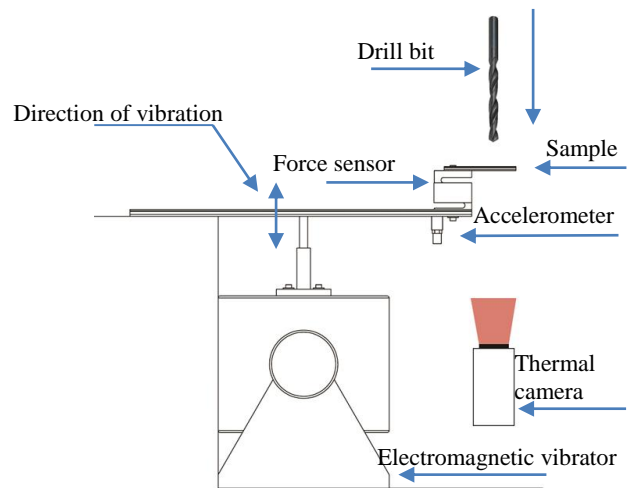 Drill bit
Direction of vibration
Force sensor
Sample
Accelerometer
Thermal
camera
Electromagnetic vibrator